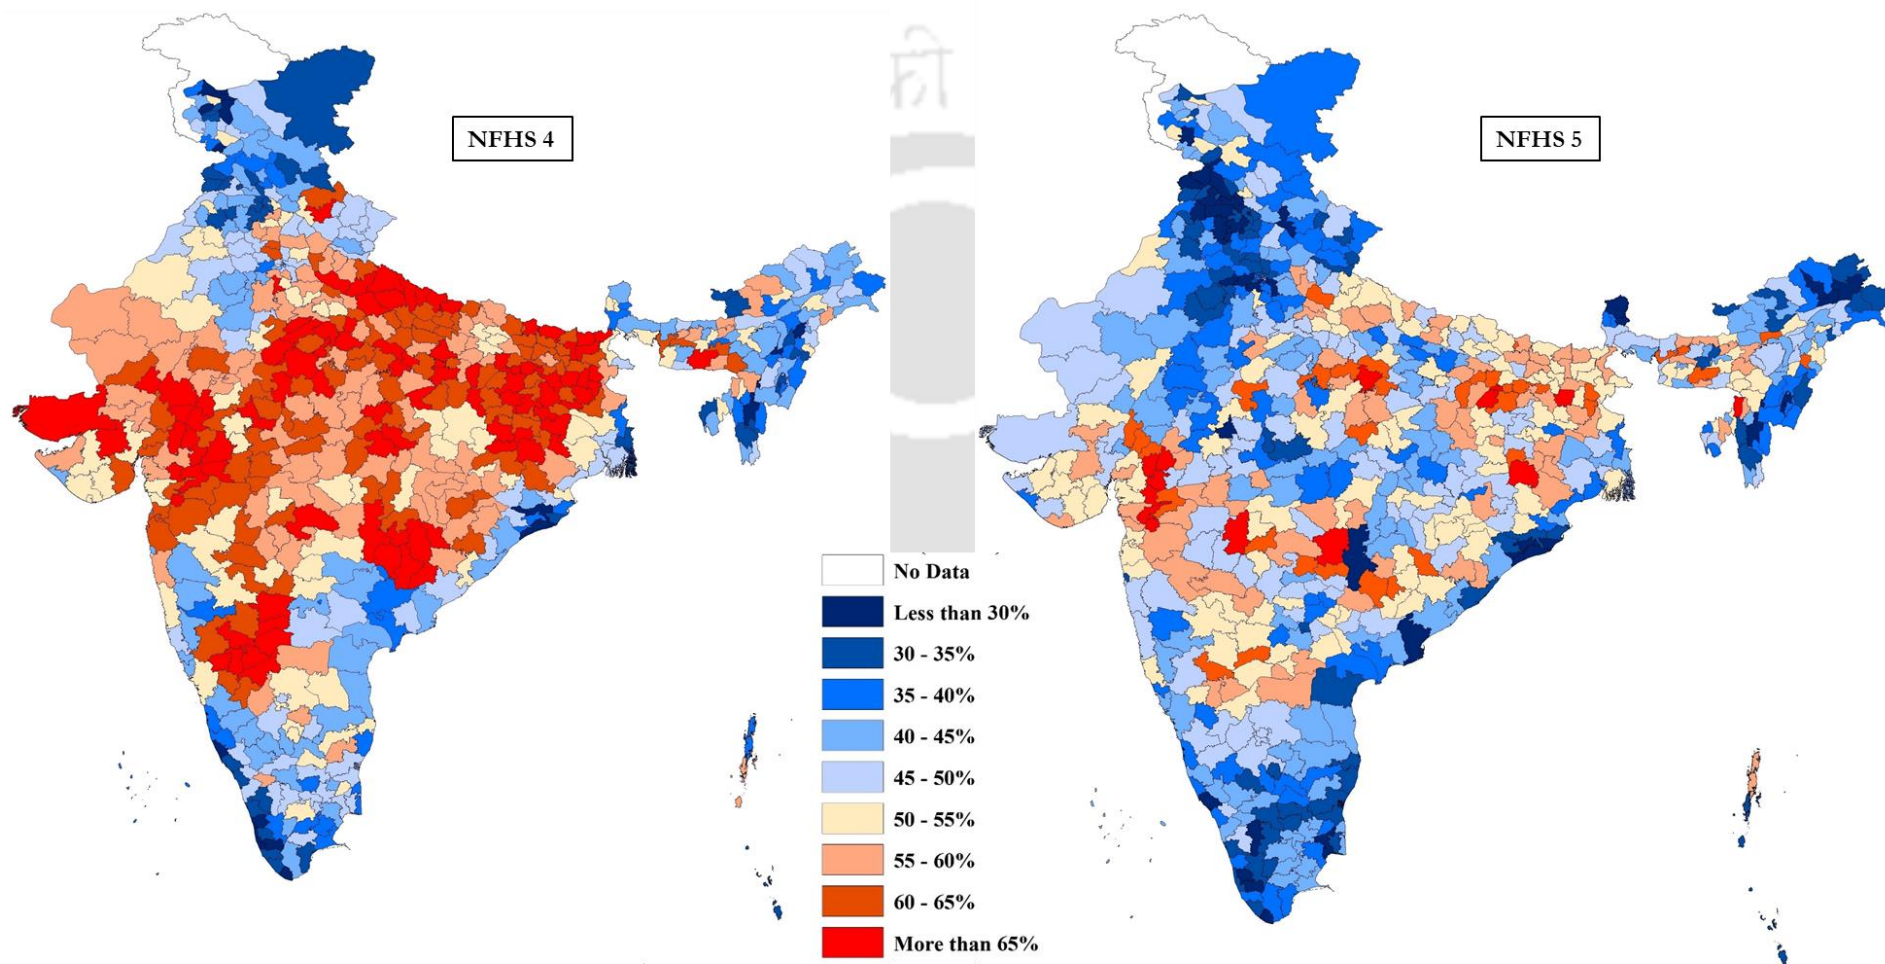 ति
NFHS 4
NFHS 5
No Data
Less than 30%
30 - 35%
35 - 40%
40 - 45%
45 - 50%
50 - 55%
55 - 60%
60 - 65%
More than 65%